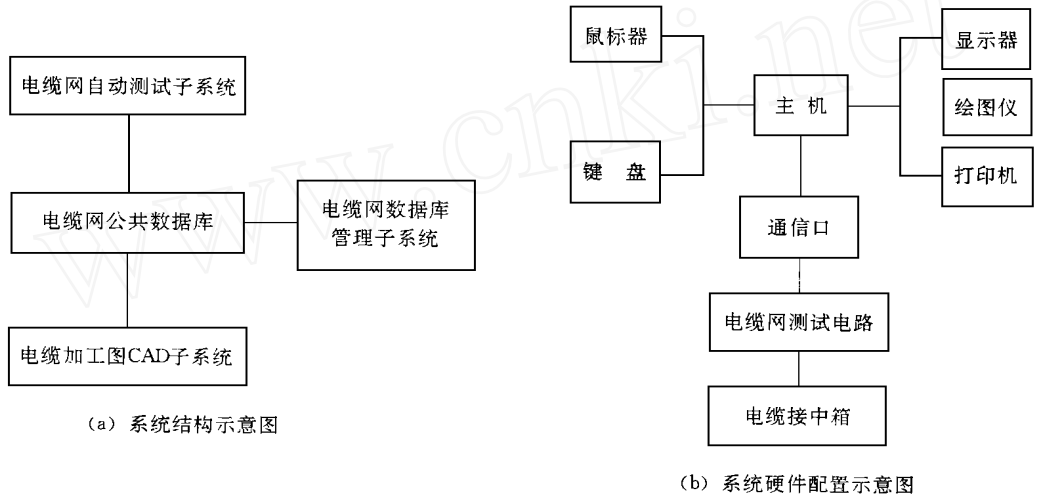 电缆网自动测试子系统
电缆网公共数据库
电缆网数据库
管理子系统
电缆加工图CAD子系统
（a）系统结构示意图
鼠标器
键 盘
主 机
显示器
绘图仪
打印机
通信口
电缆网测试电路
电缆接中箱
（b）系统硬件配置示意图
www.cnki.net